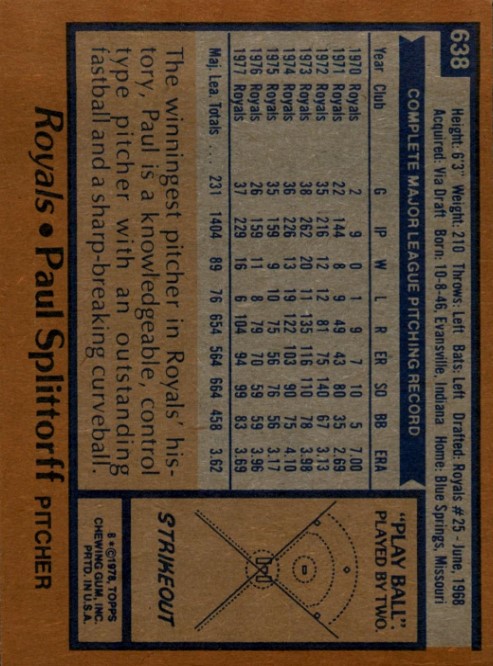 638
Height: 6'3" Weight: 210 Throws: Left Bats: Left Drafted: Royals #25 - June, 1968
Acquired: Via Draft Born: 10-8-46, Evansville, Indiana Home: Blue Springs, Missouri
COMPLETE MAJOR LEAGUE PITCHING RECORD
Year Club G IP W L R ER SO BB ERA
1970 Royals 2 9 0 1 9 7 10 5 7.00
1971 Royals 22 144 8 9 49 43 80 35 2.69
1972 Royals 35 216 12 12 81 75 140 67 3.13
1973 Royals 38 262 20 11 135 116 110 78 3.98
1974 Royals 36 226 13 19 122 103 90 75 4.10
1975 Royals 35 159 9 10 75 56 76 56 3.17
1976 Royals 26 159 11 8 79 70 59 59 3.96
1977 Royals 37 229 16 6 104 94 99 83 3.69
Maj. Lea. Totals ... 231 1404 89 76 654 564 664 458 3.62
The winningest pitcher in Royals' his-
tory, Paul is a knowledgeable, control
type pitcher with an outstanding
fastball and a sharp-breaking curveball.
"PLAY BALL"
PLAYED BY TWO.
STRIKEOUT
8 • ©1978, TOPPS
CHEWING GUM, INC.
PRTD. IN U.S.A.
Royals • Paul Splittorff PITCHER